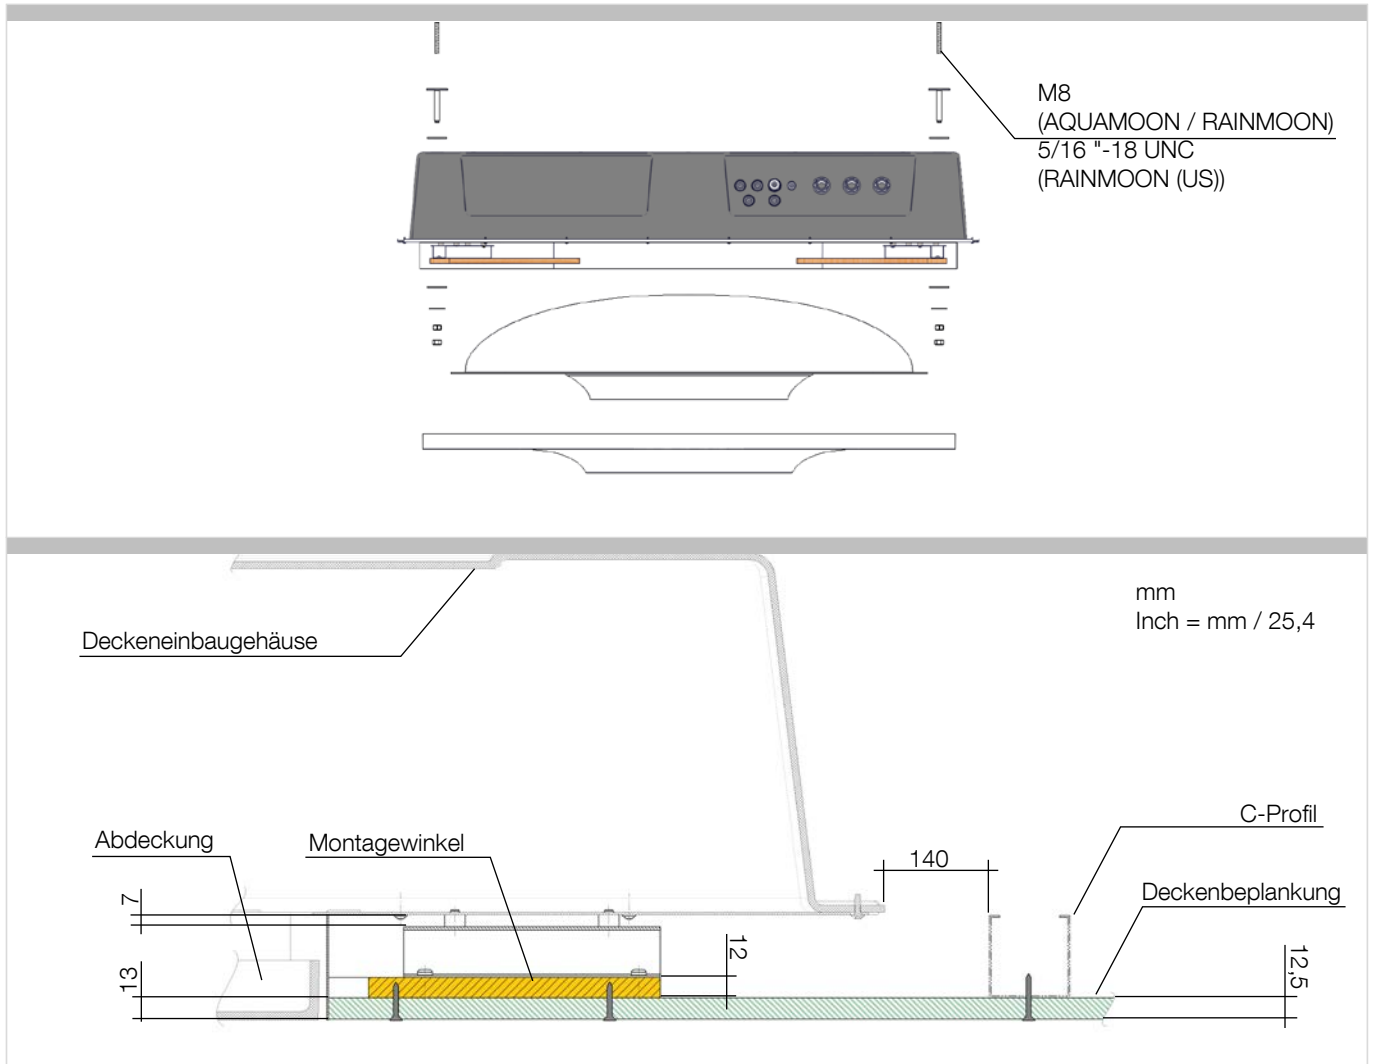 M8
(AQUAMOON / RAINMOON)
5/16 "-18 UNC
(RAINMOON (US))
mm
Inch = mm / 25,4
Deckeneinbaugehäuse
C-Profil
Abdeckung
Montagewinkel
140
Deckenbeplankung
7
12
13
12,5